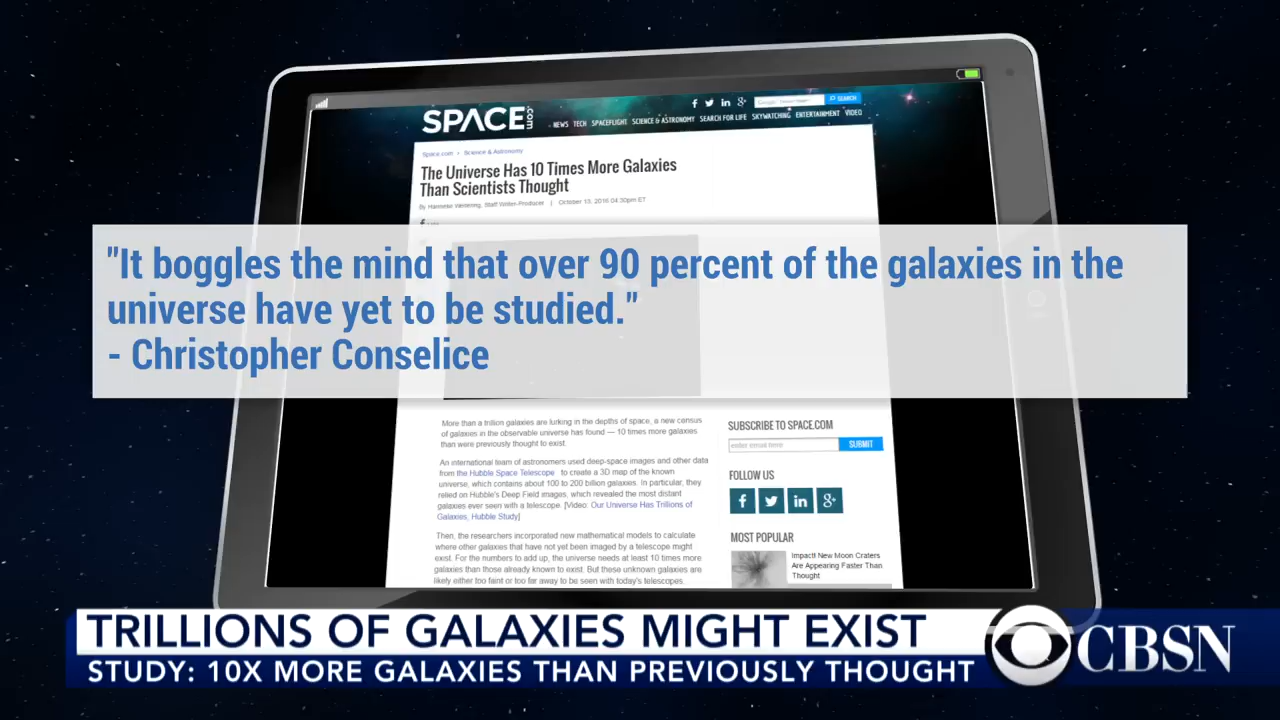 SPACE.com
SEARCH
NEWS TECH SPACEFLIGHT SCIENCE & ASTRONOMY SEARCH FOR LIFE SKYWATCHING ENTERTAINMENT VIDEO
Space.com > Science & Astronomy
The Universe Has 10 Times More Galaxies
Than Scientists Thought
By Hanneke Weitering, Staff Writer-Producer | October 13, 2016 04:30pm ET
"It boggles the mind that over 90 percent of the galaxies in the
universe have yet to be studied."
- Christopher Conselice
More than a trillion galaxies are lurking in the depths of space, a new census
of galaxies in the observable universe has found — 10 times more galaxies
than were previously thought to exist.
An international team of astronomers used deep-space images and other data
from the Hubble Space Telescope to create a 3D map of the known
universe, which contains about 100 to 200 billion galaxies. In particular, they
relied on Hubble's Deep Field images, which revealed the most distant
galaxies ever seen with a telescope. [Video: Our Universe Has Trillions of
Galaxies, Hubble Study]
Then, the researchers incorporated new mathematical models to calculate
where other galaxies that have not yet been imaged by a telescope might
exist. For the numbers to add up, the universe needs at least 10 times more
galaxies than those already known to exist. But these unknown galaxies are
likely either too faint or too far away to be seen with today's telescopes.
SUBSCRIBE TO SPACE.COM
enter email here
SUBMIT
FOLLOW US
MOST POPULAR
Impact! New Moon Craters
Are Appearing Faster Than
Thought
TRILLIONS OF GALAXIES MIGHT EXIST
STUDY: 10X MORE GALAXIES THAN PREVIOUSLY THOUGHT
CBSN